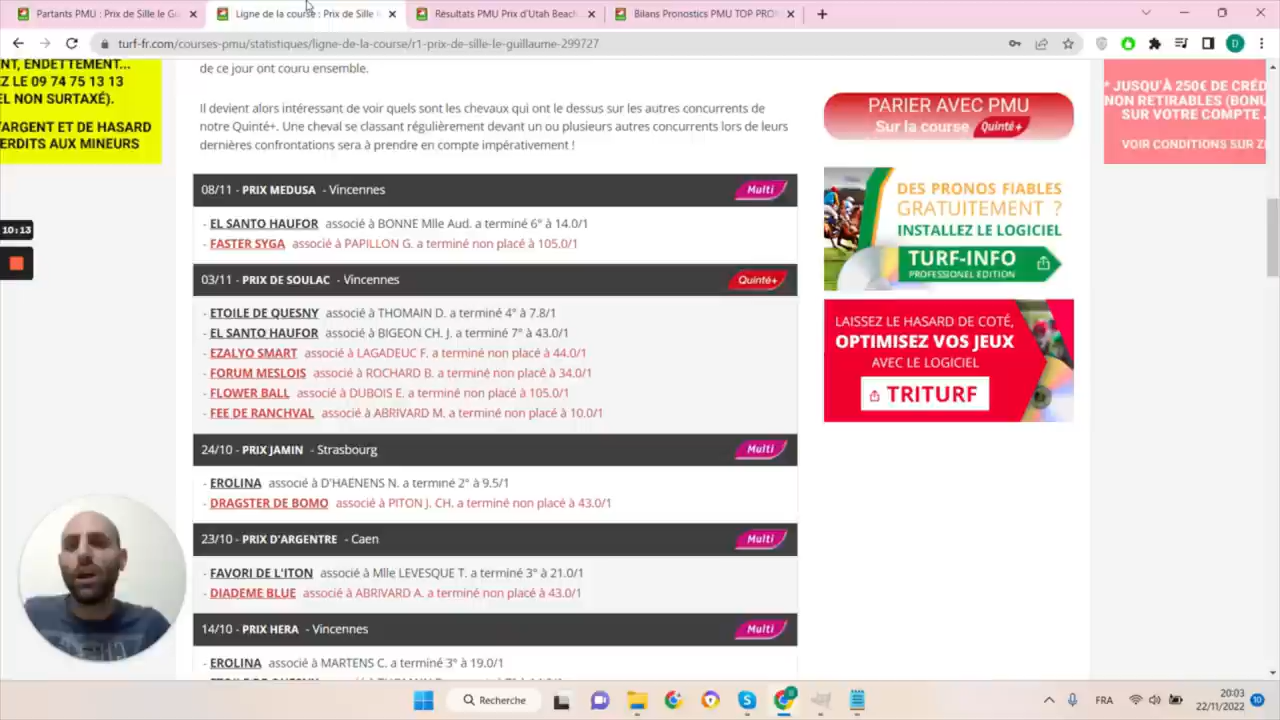 Partants PMU : Prix de Sille le Gu
Ligne de la course : Prix de Sille
Résultats PMU Prix d'Utah Beach
Bilans Pronostics PMU TOP PRON
turf-fr.com/courses-pmu/statistiques/ligne-de-la-course/r1-prix-de-sille-le-guillaume-299727
D
NT, ENDETTEMENT...
EZ LE 09 74 75 13 13
EL NON SURTAXÉ).
'ARGENT ET DE HASARD
ERDITS AUX MINEURS
10:13
de ce jour ont couru ensemble.
Il devient alors intéressant de voir quels sont les chevaux qui ont le dessus sur les autres concurrents de
notre Quinté+. Une cheval se classant régulièrement devant un ou plusieurs autres concurrents lors de leurs
dernières confrontations sera à prendre en compte impérativement !
08/11 - PRIX MEDUSA - Vincennes Multi
- EL SANTO HAUFOR associé à BONNE Mlle Aud. a terminé 6° à 14.0/1
- FASTER SYGA associé à PAPILLON G. a terminé non placé à 105.0/1
03/11 - PRIX DE SOULAC - Vincennes Quinté+
- ETOILE DE QUESNY associé à THOMAIN D. a terminé 4° à 7.8/1
- EL SANTO HAUFOR associé à BIGEON CH. J. a terminé 7° à 43.0/1
- EZALYO SMART associé à LAGADEUC F. a terminé non placé à 44.0/1
- FORUM MESLOIS associé à ROCHARD B. a terminé non placé à 34.0/1
- FLOWER BALL associé à DUBOIS E. a terminé non placé à 105.0/1
- FEE DE RANCHVAL associé à ABRIVARD M. a terminé non placé à 10.0/1
24/10 - PRIX JAMIN - Strasbourg Multi
- EROLINA associé à D'HAENENS N. a terminé 2° à 9.5/1
- DRAGSTER DE BOMO associé à PITON J. CH. a terminé non placé à 43.0/1
23/10 - PRIX D'ARGENTRE - Caen Multi
- FAVORI DE L'ITON associé à Mlle LEVESQUE T. a terminé 3° à 21.0/1
- DIADEME BLUE associé à ABRIVARD A. a terminé non placé à 43.0/1
14/10 - PRIX HERA - Vincennes Multi
- EROLINA associé à MARTENS C. a terminé 3° à 19.0/1
PARIER AVEC PMU
Sur la course Quinté+
DES PRONOS FIABLES
GRATUITEMENT ?
INSTALLEZ LE LOGICIEL
TURF-INFO
PROFESSIONEL EDITION
LAISSEZ LE HASARD DE COTÉ,
OPTIMISEZ VOS JEUX
AVEC LE LOGICIEL
TRITURF
* JUSQU'À 250€ DE CRÉD
NON RETIRABLES (BONU
SUR VOTRE COMPTE .
VOIR CONDITIONS SUR Z
Recherche
FRA
20:03
22/11/2022
10